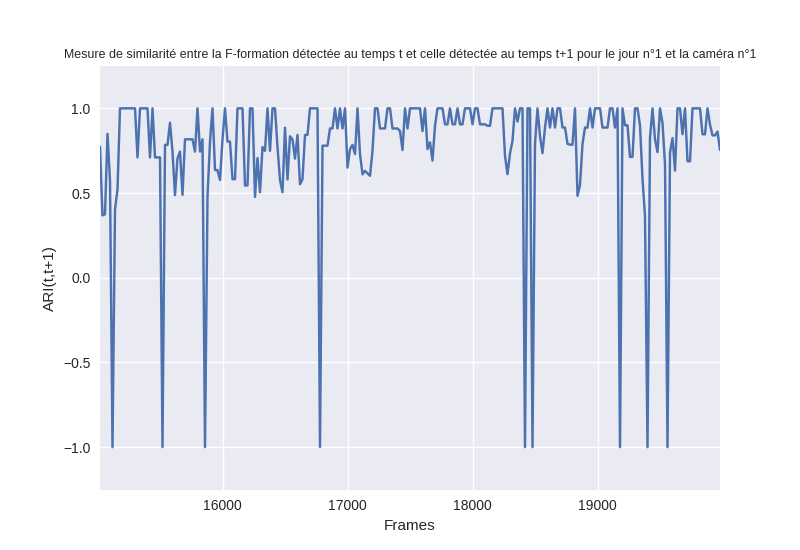 Mesure de similarité entre la F-formation détectée au temps t et celle détectée au temps t+1 pour le jour n°1 et la caméra n°1
1.0
0.5
0.0
−0.5
−1.0
ARI(t,t+1)
16000 17000 18000 19000
Frames